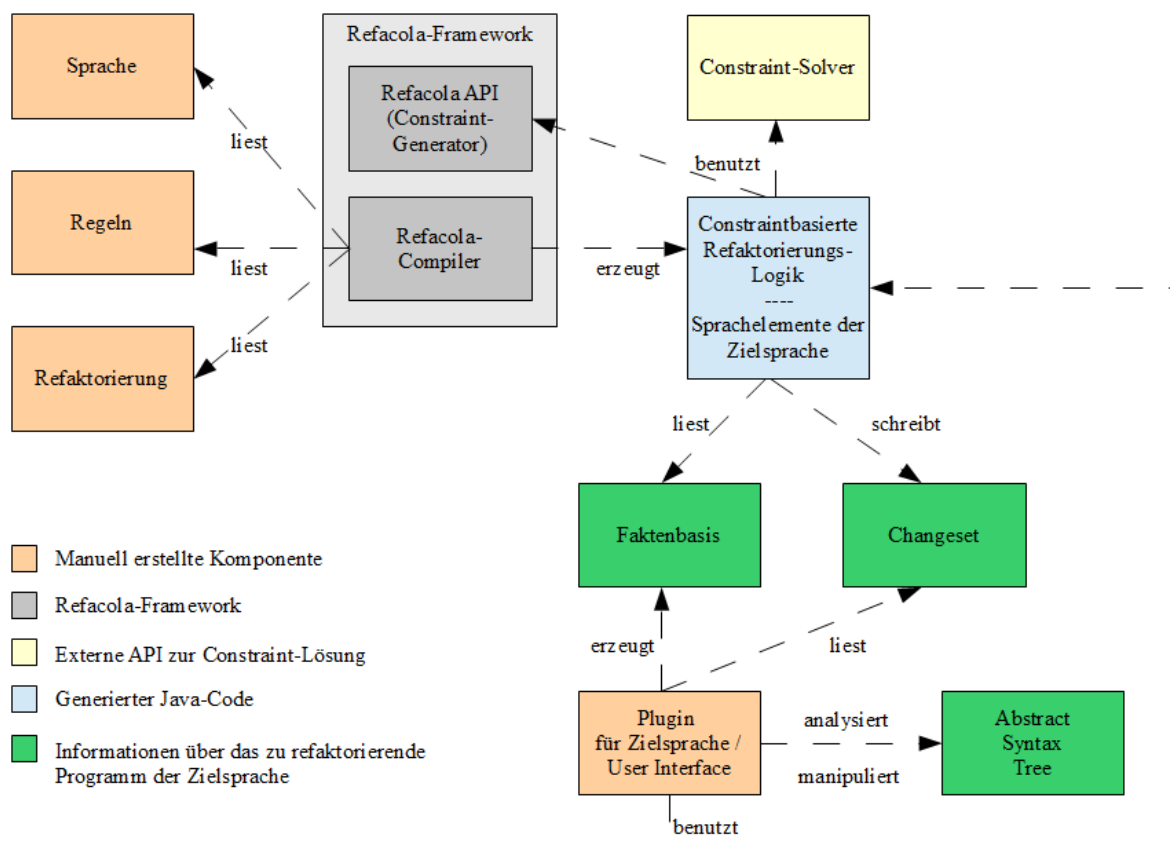 Sprache
Regeln
Refaktorierung
liest
liest
liest
Refacola-Framework
Refacola API
(Constraint-
Generator)
Refacola-
Compiler
erzeugt
benutzt
Constraint-Solver
Constraintbasierte
Refaktorierungs-
Logik
----
Sprachelemente der
Zielsprache
liest
schreibt
Faktenbasis
Changeset
erzeugt
liest
Plugin
für Zielsprache /
User Interface
analysiert
manipuliert
Abstract
Syntax
Tree
benutzt
Manuell erstellte Komponente
Refacola-Framework
Externe API zur Constraint-Lösung
Generierter Java-Code
Informationen über das zu refaktorierende
Programm der Zielsprache